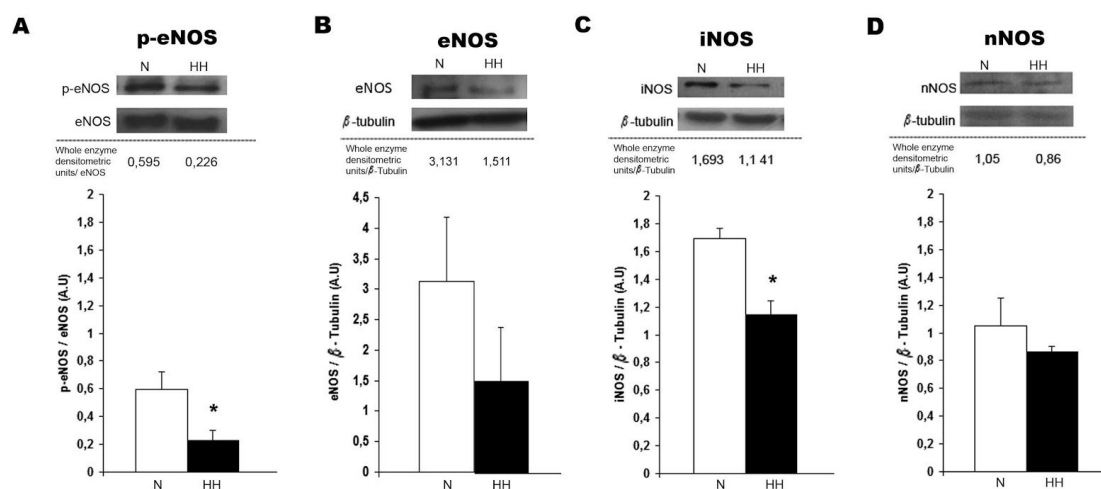 A
p-eNOS
N HH
p-eNOS
eNOS
Whole enzyme
densitometric
units/ eNOS
0,595 0,226
p-eNOS / eNOS (A.U)
2
1,8
1,6
1,4
1,2
1
0,8
0,6
0,4
0,2
0
*
N HH
B
eNOS
N HH
eNOS
β-tubulin
Whole enzyme
densitometric
units/β-Tubulin
3,131 1,511
eNOS / β - Tubulin (A.U)
4,5
4
3,5
3
2,5
2
1,5
1
0,5
0
N HH
C
iNOS
N HH
iNOS
β-tubulin
Whole enzyme
densitometric
units/β-Tubulin
1,693 1,1 41
iNOS / β - Tubulin (A.U)
2
1,8
1,6
1,4
1,2
1
0,8
0,6
0,4
0,2
0
*
N HH
D
nNOS
N HH
nNOS
β-tubulin
Whole enzyme
densitometric
units/β-Tubulin
1,05 0,86
nNOS / β - Tubulin (A.U)
2
1,8
1,6
1,4
1,2
1
0,8
0,6
0,4
0,2
0
N HH